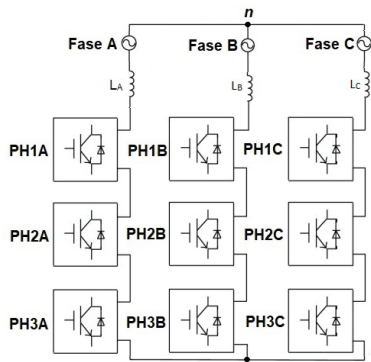 n
Fase A
Fase B
Fase C
LA
LB
LC
PH1A
PH1B
PH1C
PH2A
PH2B
PH2C
PH3A
PH3B
PH3C